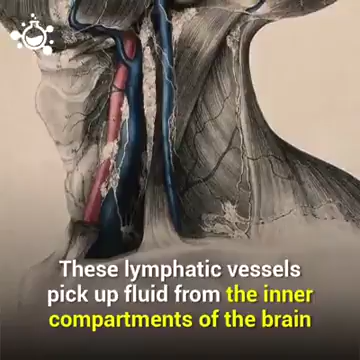 These lymphatic vessels
pick up fluid from the inner
compartments of the brain